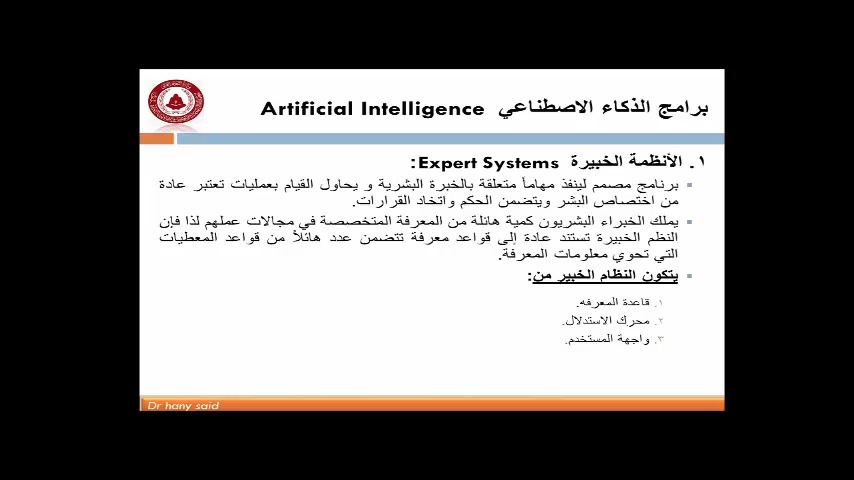 برامج الذكاء الاصطناعي Artificial Intelligence
١. الأنظمة الخبيرة Expert Systems:
برنامج مصمم لينفذ مهاماً متعلقة بالخبرة البشرية و يحاول القيام بعمليات تعتبر عادة
من اختصاص البشر ويتضمن الحكم واتخاد القرارات.
يملك الخبراء البشريون كمية هائلة من المعرفة المتخصصة في مجالات عملهم لذا فإن
النظم الخبيرة تستند عادة إلى قواعد معرفة تتضمن عدد هائلاً من قواعد المعطيات
التي تحوي معلومات المعرفة.
يتكون النظام الخبير من:
١. قاعدة المعرفه.
٢. محرك الاستدلال.
٣. واجهة المستخدم.
Dr hany said